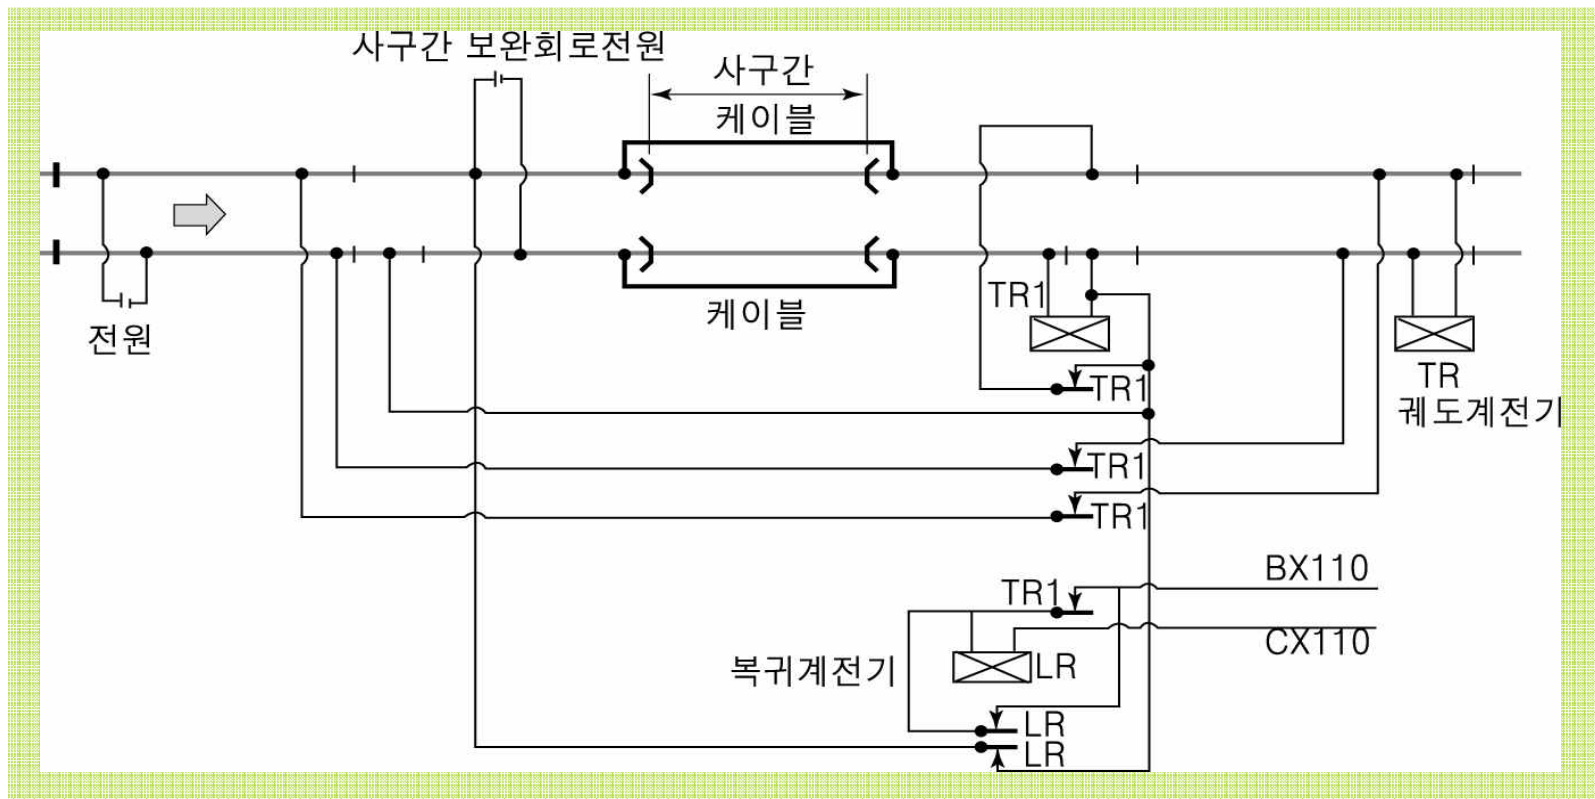 사구간 보완회로전원
사구간
케이블
케이블
전원
TR1
TR1
TR
궤도계전기
TR1
TR1
BX110
TR1
CX110
복귀계전기
LR
LR
LR